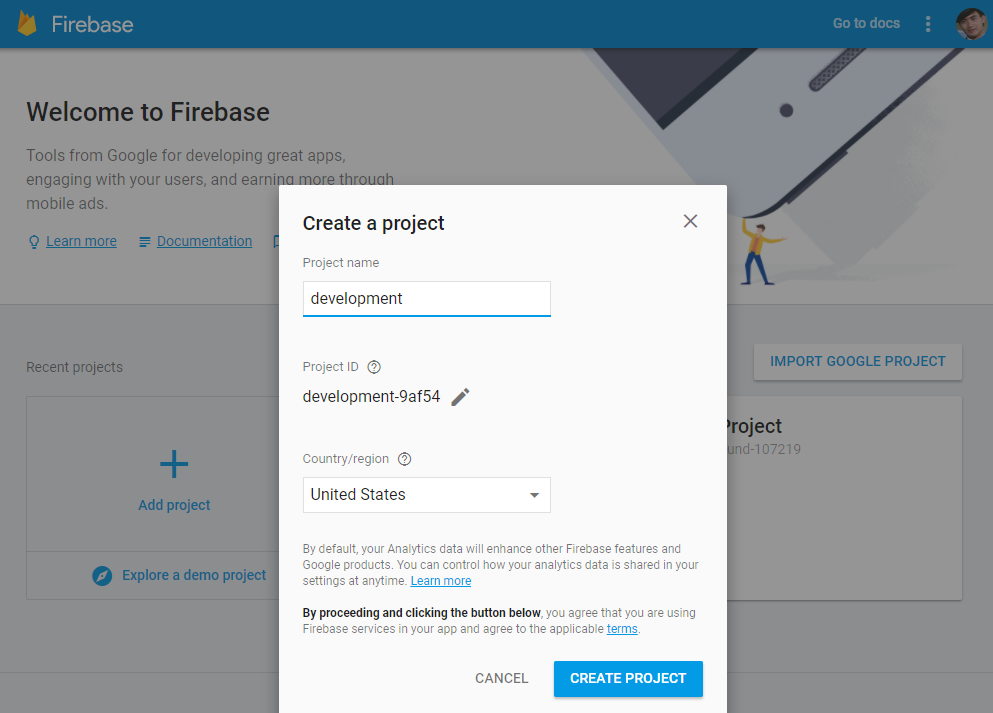 Firebase
Go to docs
Welcome to Firebase
Tools from Google for developing great apps,
engaging with your users, and earning more through
mobile ads.
Learn more
Documentation
Recent projects
IMPORT GOOGLE PROJECT
Add project
Explore a demo project
Project
und-107219
Create a project
Project name
development
Project ID
development-9af54
Country/region
United States
By default, your Analytics data will enhance other Firebase features and
Google products. You can control how your analytics data is shared in your
settings at anytime. Learn more
By proceeding and clicking the button below, you agree that you are using
Firebase services in your app and agree to the applicable terms.
CANCEL
CREATE PROJECT